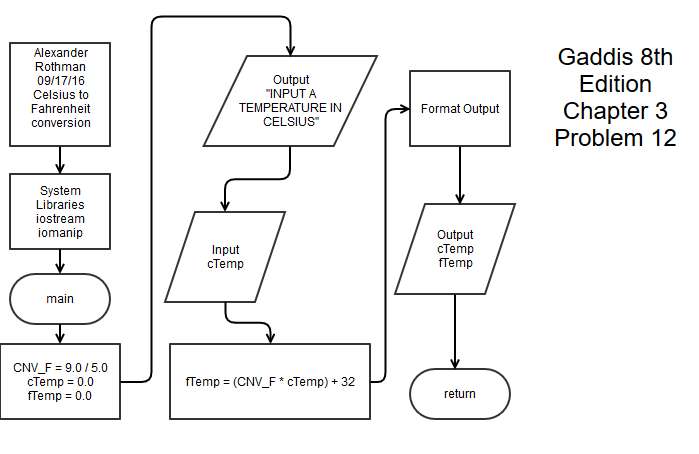 Alexander
Rothman
09/17/16
Celsius to
Fahrenheit
conversion
System
Libraries
iostream
iomanip
main
CNV_F = 9.0 / 5.0
cTemp = 0.0
fTemp = 0.0
Output
"INPUT A
TEMPERATURE IN
CELSIUS"
Input
cTemp
fTemp = (CNV_F * cTemp) + 32
Format Output
Output
cTemp
fTemp
return
Gaddis 8th
Edition
Chapter 3
Problem 12